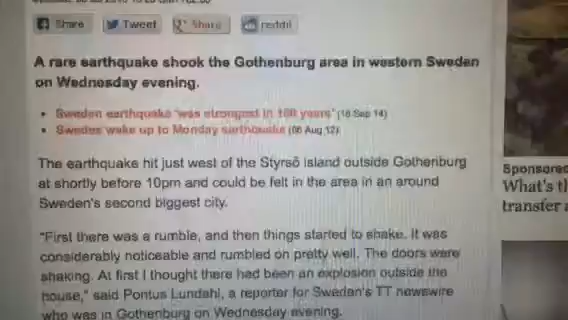 Share Tweet Share reddit
A rare earthquake shook the Gothenburg area in western Sweden
on Wednesday evening.
• Sweden earthquake 'was strongest in 100 years' (16 Sep 14)
• Swedes wake up to Monday earthquake (06 Aug 12)
The earthquake hit just west of the Styrsö island outside Gothenburg
at shortly before 10pm and could be felt in the area in an around
Sweden's second biggest city.
"First there was a rumble, and then things started to shake. It was
considerably noticeable and rumbled on pretty well. The doors were
shaking. At first I thought there had been an explosion outside the
house," said Pontus Lundahl, a reporter for Sweden's TT newswire
who was in Gothenburg on Wednesday evening.
Sponsored
What's th
transfer a